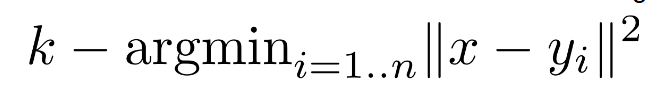 k − argmin_{i=1..n}‖x − y_i‖^2